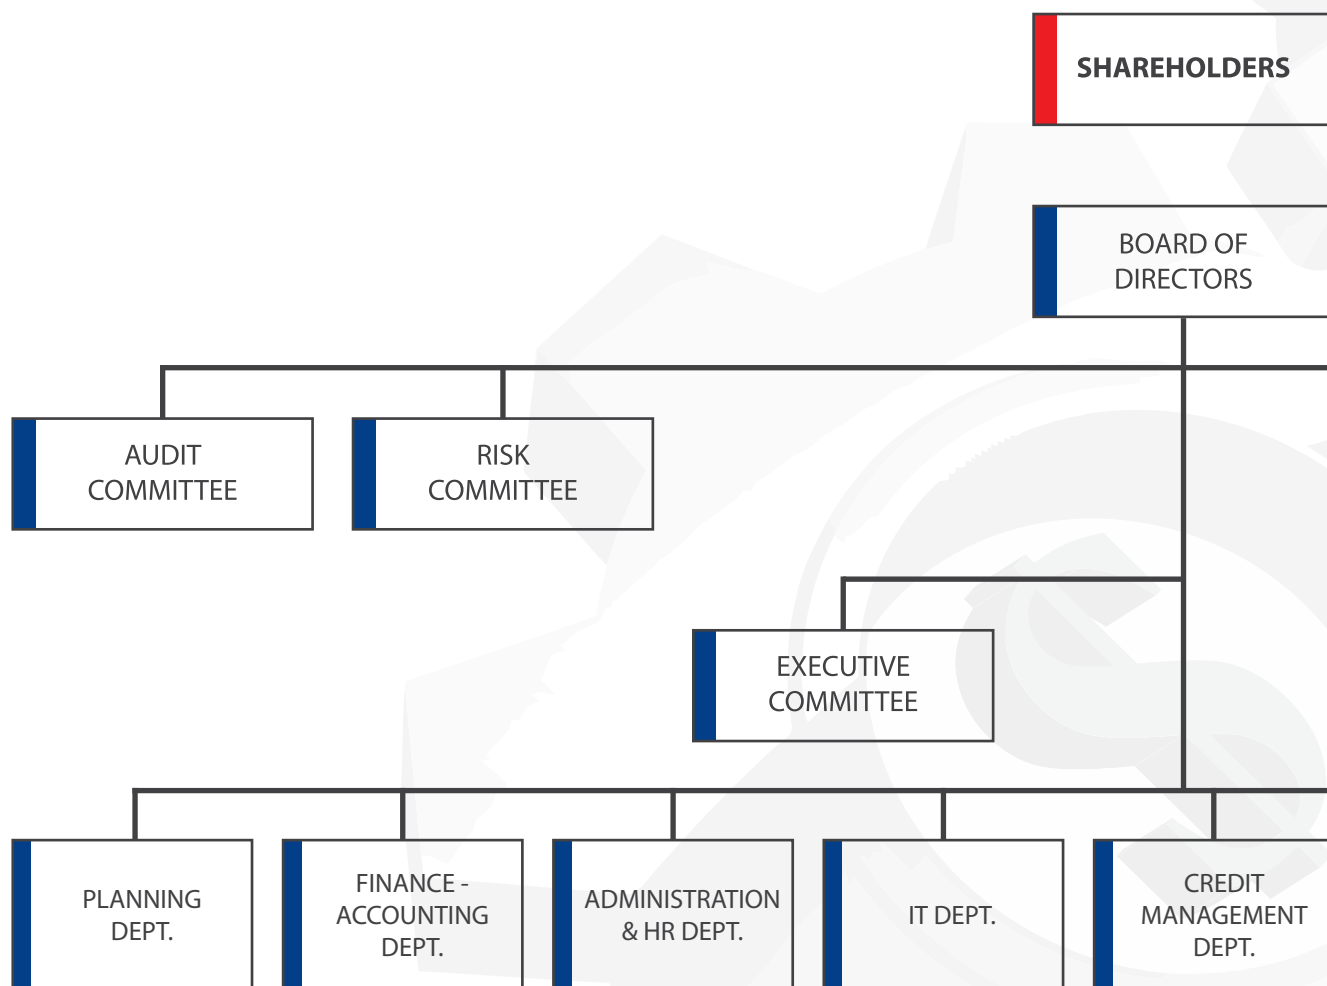 SHAREHOLDERS
BOARD OF
DIRECTORS
AUDIT
COMMITTEE
RISK
COMMITTEE
EXECUTIVE
COMMITTEE
PLANNING
DEPT.
FINANCE -
ACCOUNTING
DEPT.
ADMINISTRATION
& HR DEPT.
IT DEPT.
CREDIT
MANAGEMENT
DEPT.